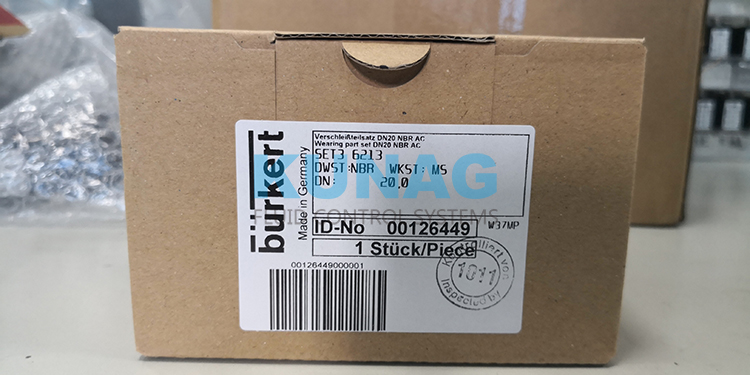 bürkert
Made in Germany
Verschleißteilsatz DN20 NBR AC
Wearing part set DN20 NBR AC
SET3 6213
DWST:NBR WKST: MS
DN: 20,0
KUNAG
FLUID CONTROL SYSTEMS
ID-No 00126449
W37MP
1 Stück/Piece
00126449000001
Kontrolliert von
1011
Inspected by